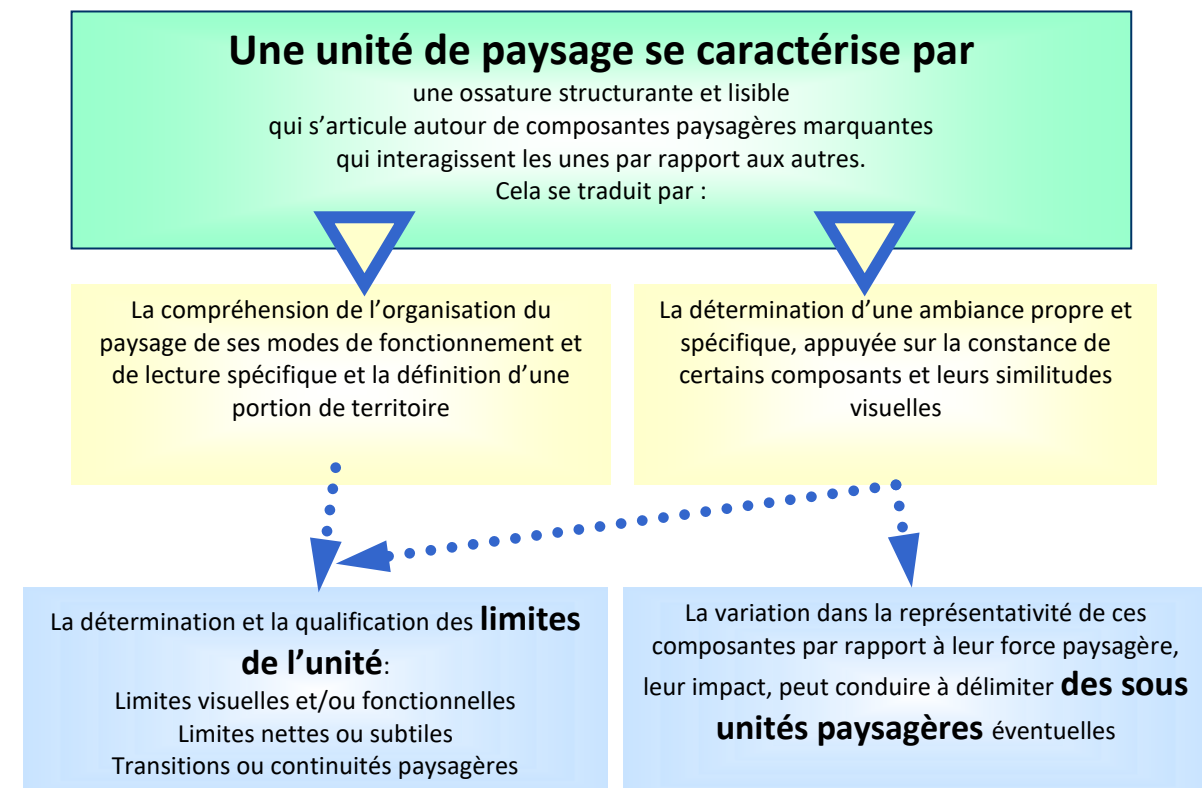 Une unité de paysage se caractérise par
une ossature structurante et lisible
qui s’articule autour de composantes paysagères marquantes
qui interagissent les unes par rapport aux autres.
Cela se traduit par :
La compréhension de l’organisation du
paysage de ses modes de fonctionnement et
de lecture spécifique et la définition d’une
portion de territoire
La détermination d’une ambiance propre et
spécifique, appuyée sur la constance de
certains composants et leurs similitudes
visuelles
La détermination et la qualification des limites
de l’unité:
Limites visuelles et/ou fonctionnelles
Limites nettes ou subtiles
Transitions ou continuités paysagères
La variation dans la représentativité de ces
composantes par rapport à leur force paysagère,
leur impact, peut conduire à délimiter des sous
unités paysagères éventuelles